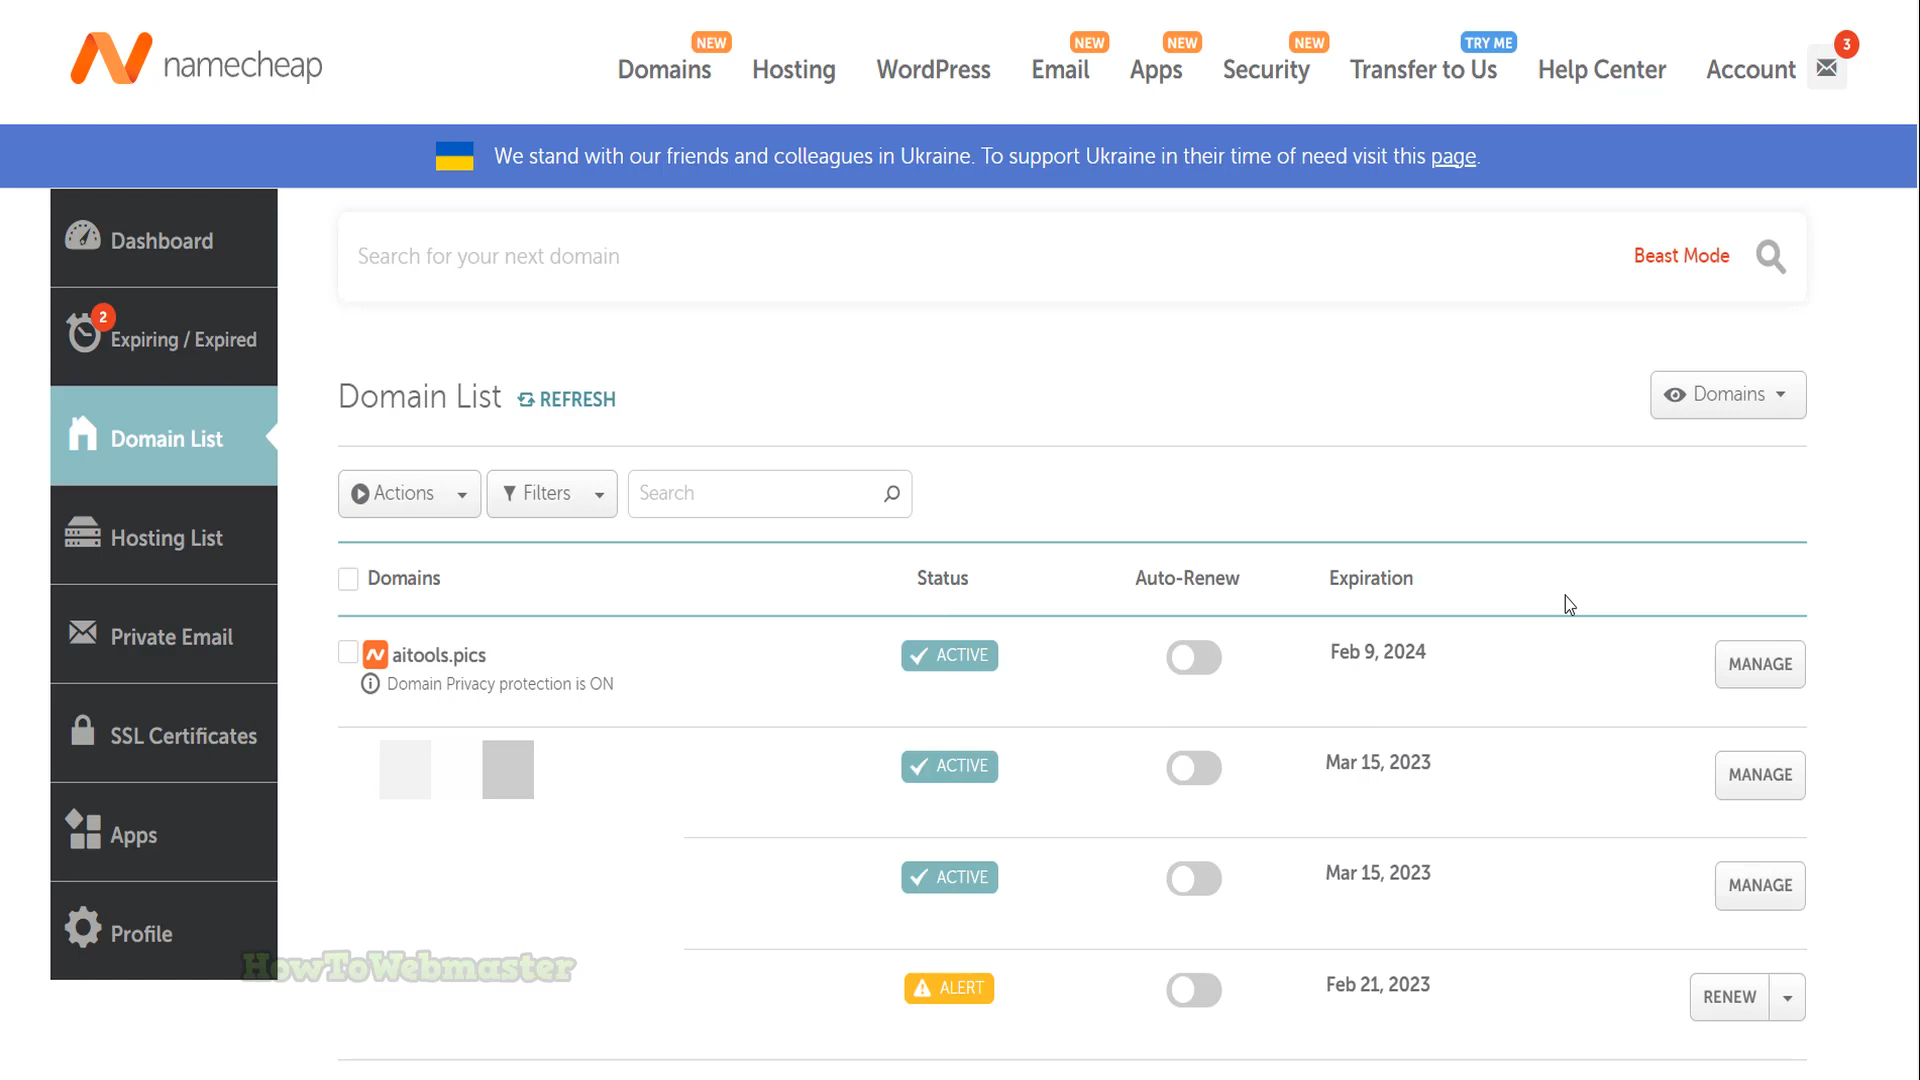 namecheap
NEW NEW NEW NEW TRY ME 3
Domains Hosting WordPress Email Apps Security Transfer to Us Help Center Account
We stand with our friends and colleagues in Ukraine. To support Ukraine in their time of need visit this page.
Dashboard
2
Expiring / Expired
Domain List
Hosting List
Private Email
SSL Certificates
Apps
Profile
Search for your next domain Beast Mode
Domain List REFRESH Domains
Actions Filters Search
Domains Status Auto-Renew Expiration
aitools.pics ACTIVE Feb 9, 2024 MANAGE
Domain Privacy protection is ON
ACTIVE Mar 15, 2023 MANAGE
ACTIVE Mar 15, 2023 MANAGE
ALERT Feb 21, 2023 RENEW
HowToWebmaster